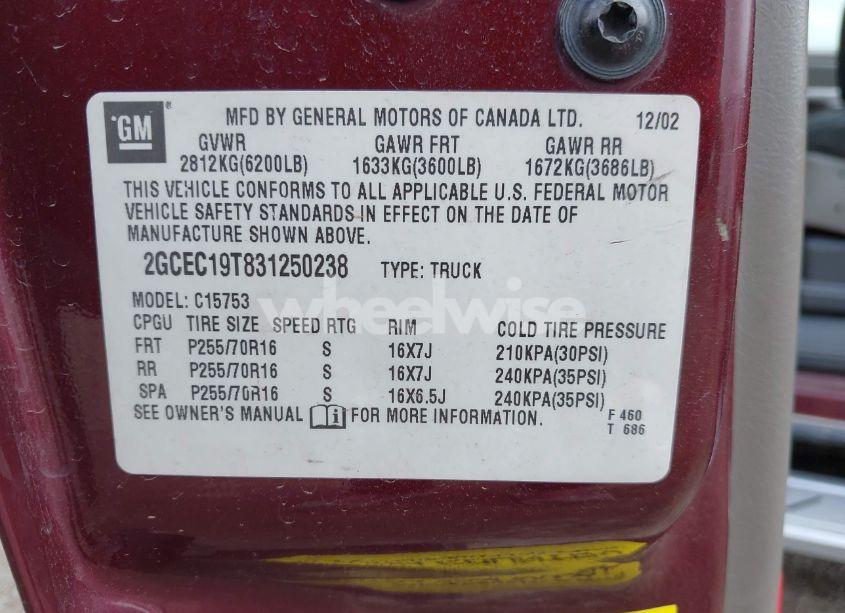 GM ® MFD BY GENERAL MOTORS OF CANADA LTD. 12/02
GVWR GAWR FRT GAWR RR
2812KG(6200LB) 1633KG(3600LB) 1672KG(3686LB)
THIS VEHICLE CONFORMS TO ALL APPLICABLE U.S. FEDERAL MOTOR
VEHICLE SAFETY STANDARDS IN EFFECT ON THE DATE OF
MANUFACTURE SHOWN ABOVE.
2GCEC19T831250238 TYPE: TRUCK
MODEL: C15753
wheelwise
CPGU TIRE SIZE SPEED RTG RIM COLD TIRE PRESSURE
FRT P255/70R16 S 16X7J 210KPA(30PSI)
RR P255/70R16 S 16X7J 240KPA(35PSI)
SPA P255/70R16 S 16X6.5J 240KPA(35PSI)
SEE OWNER'S MANUAL FOR MORE INFORMATION.
F 460
T 686